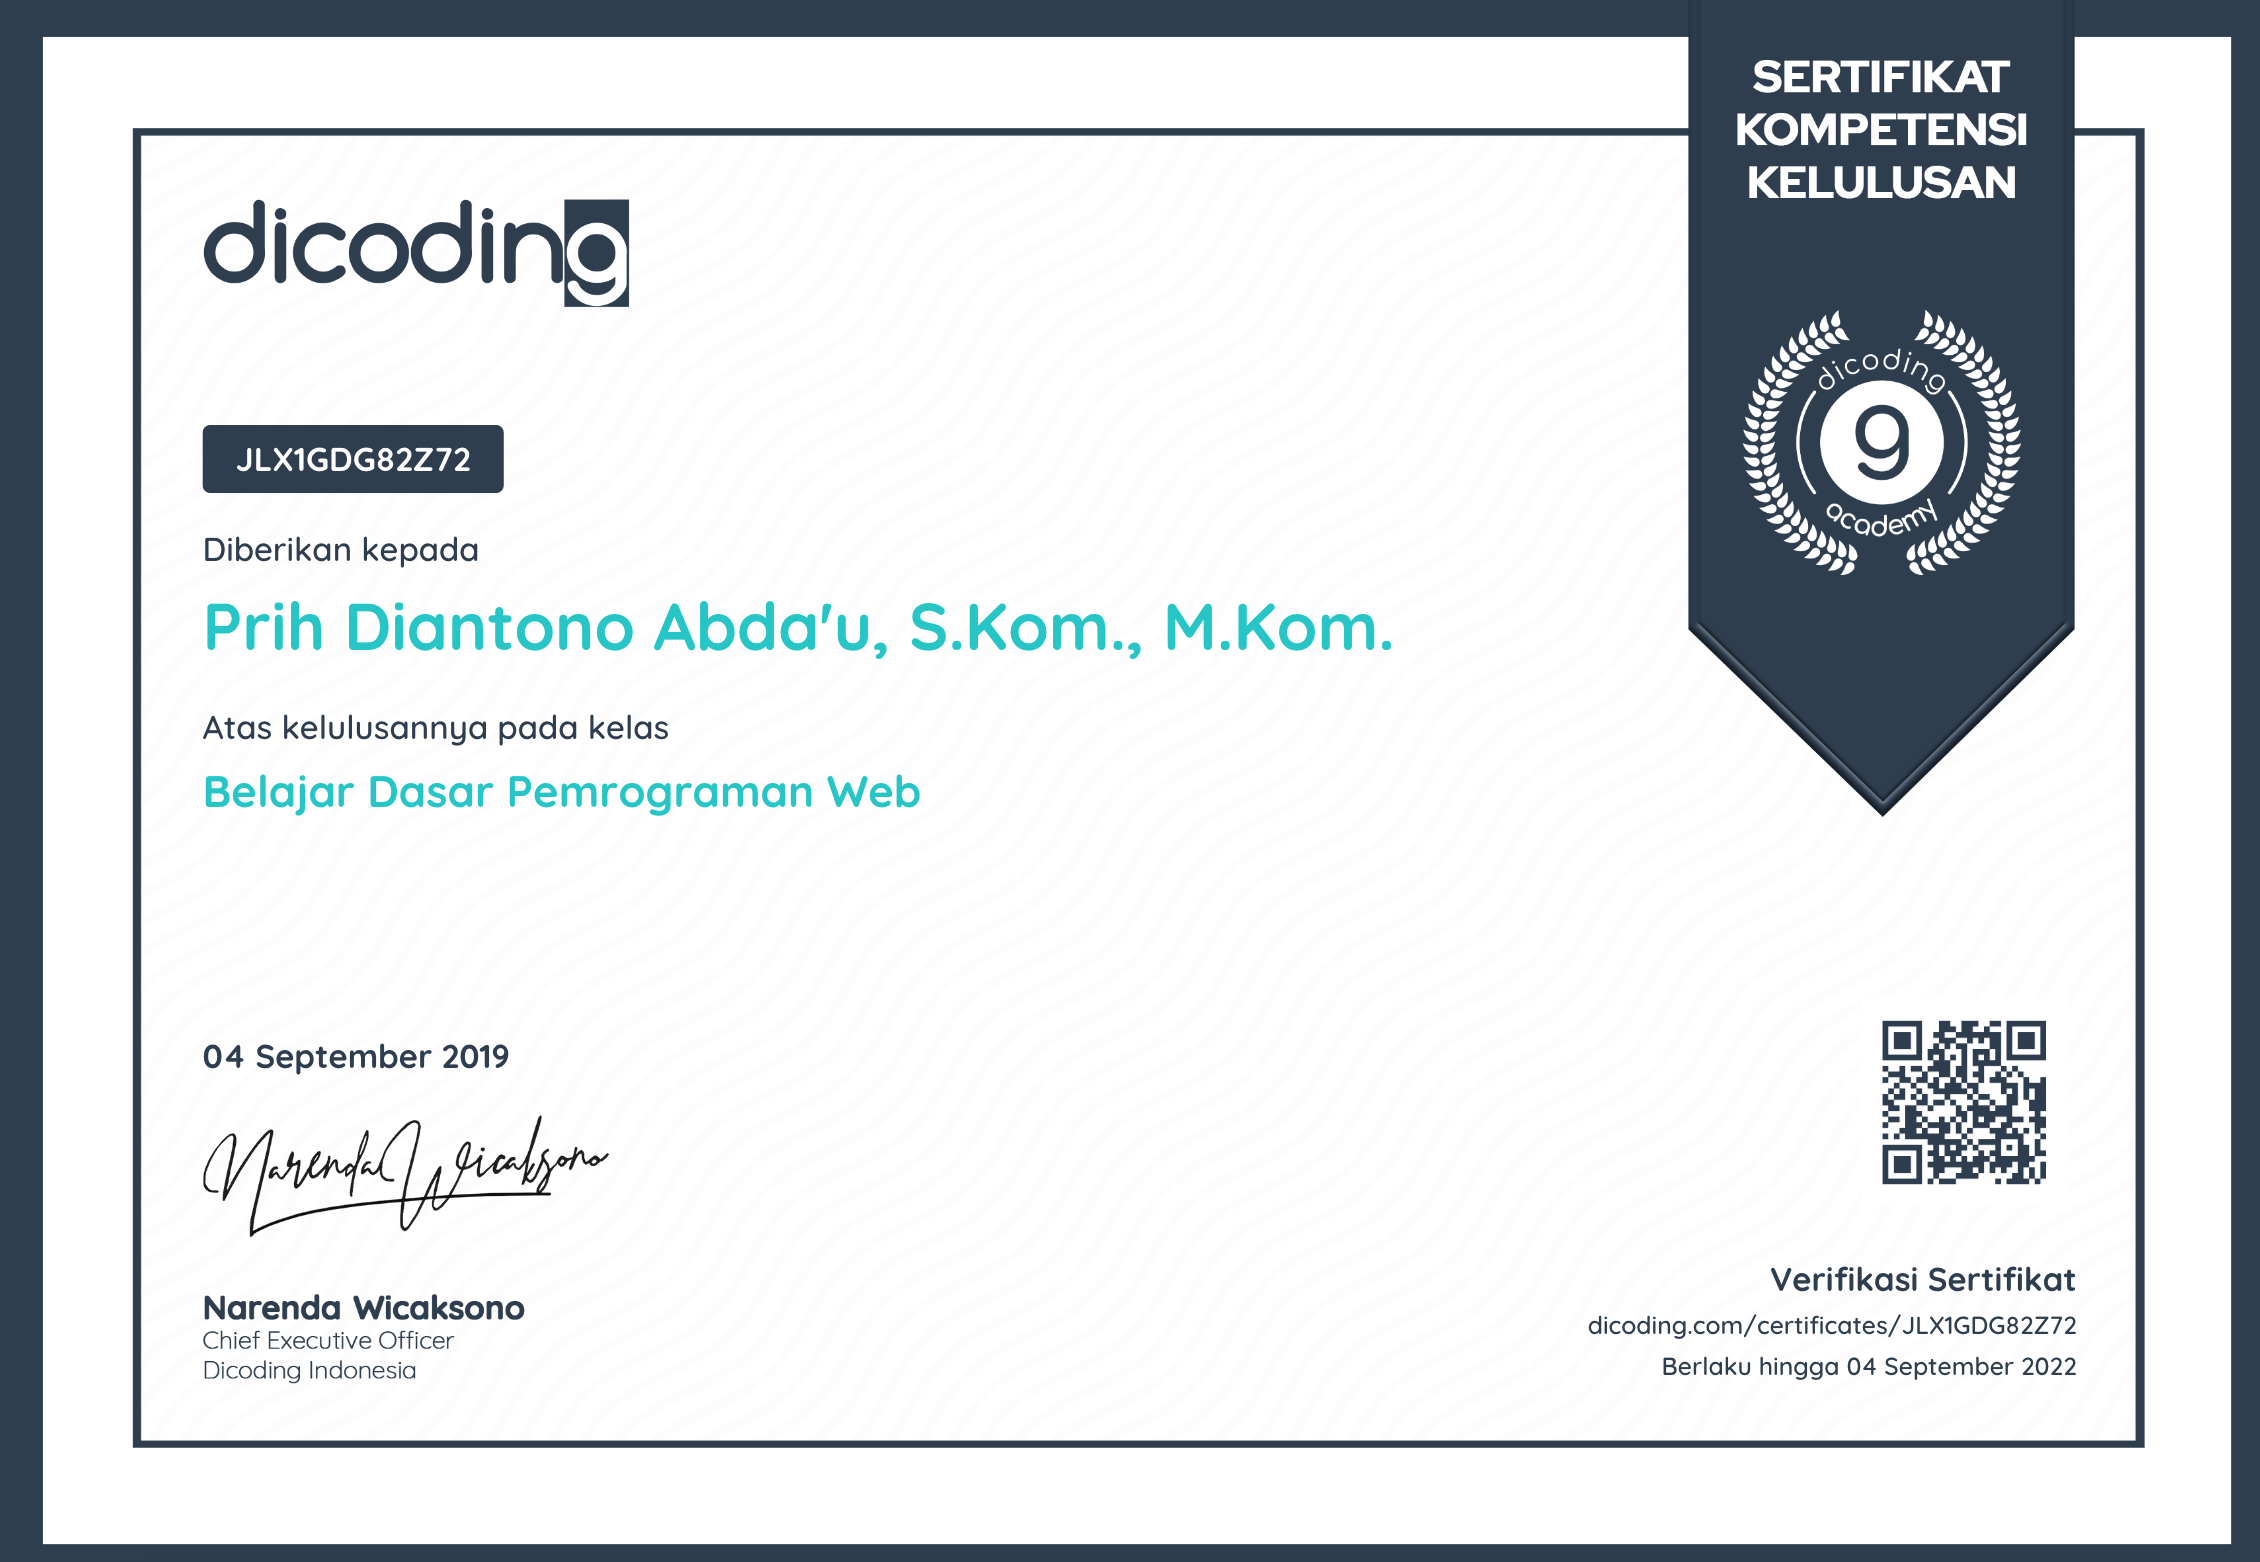 SERTIFIKAT
KOMPETENSI
KELULUSAN
dicoding
dicoding
g
academy
JLX1GDG82Z72
Diberikan kepada
Prih Diantono Abda'u, S.Kom., M.Kom.
Atas kelulusannya pada kelas
Belajar Dasar Pemrograman Web
04 September 2019
Narenda Wicaksono
Narenda Wicaksono
Chief Executive Officer
Dicoding Indonesia
Verifikasi Sertifikat
dicoding.com/certificates/JLX1GDG82Z72
Berlaku hingga 04 September 2022